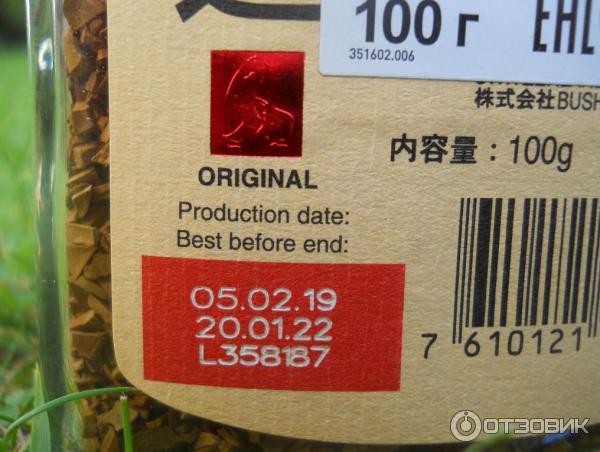 100 г
EAC
351602.006
株式会社BUSH
内容量：100g
ORIGINAL
Production date:
Best before end:
05.02.19
20.01.22
L358187
7 610121
ОТЗОВИК